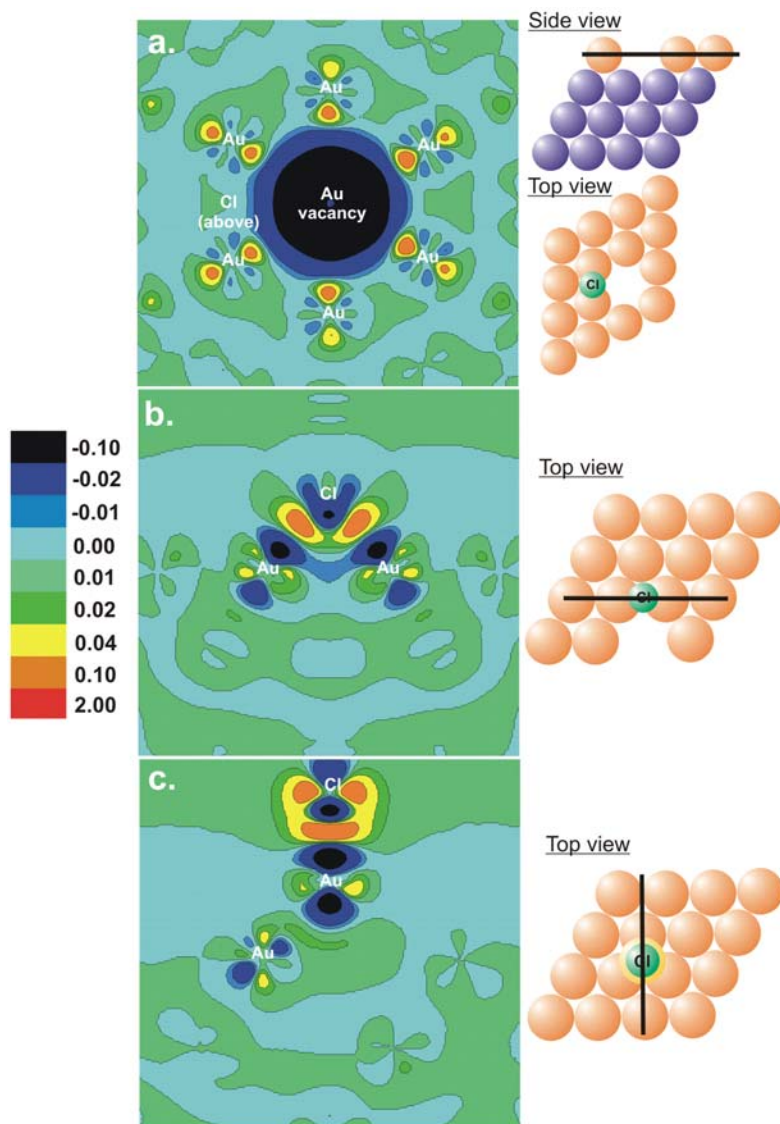 a.
Au
Au
Au
Cl
(above)
Au
vacancy
Au
Au
Au
Side view
Top view
Cl
-0.10
-0.02
-0.01
0.00
0.01
0.02
0.04
0.10
2.00
b.
Cl
Au
Au
Top view
Cl
c.
Cl
Au
Au
Top view
Cl